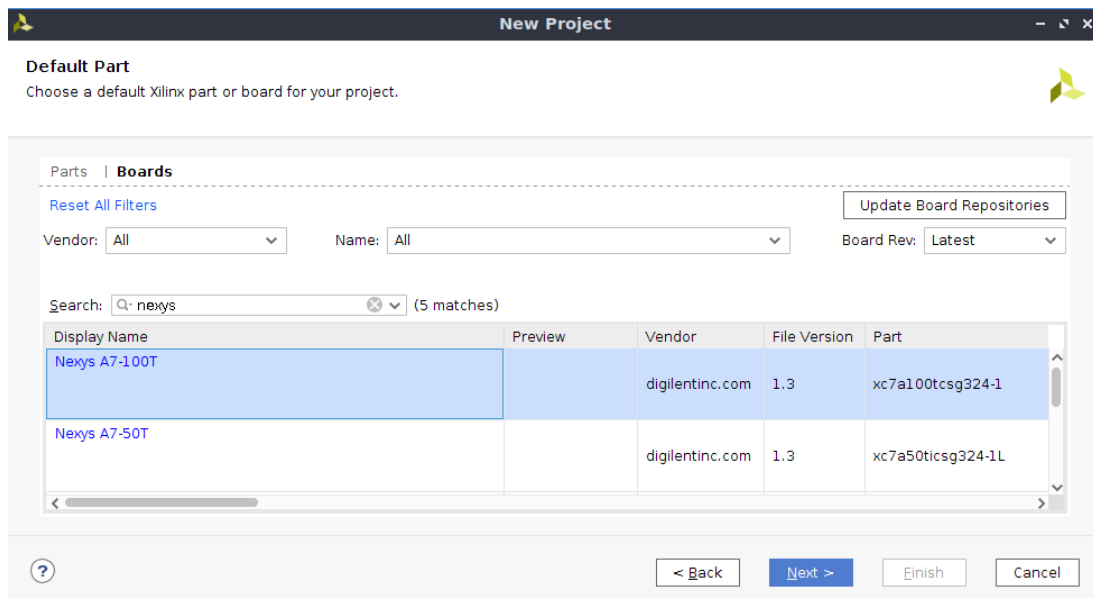 New Project
Default Part
Choose a default Xilinx part or board for your project.
Parts | Boards
Reset All Filters
Update Board Repositories
Vendor: All Name: All Board Rev: Latest
Search: nexys (5 matches)
Display Name Preview Vendor File Version Part
Nexys A7-100T
digilentinc.com 1.3 xc7a100tcsg324-1
Nexys A7-50T
digilentinc.com 1.3 xc7a50ticsg324-1L
? < Back Next > Finish Cancel